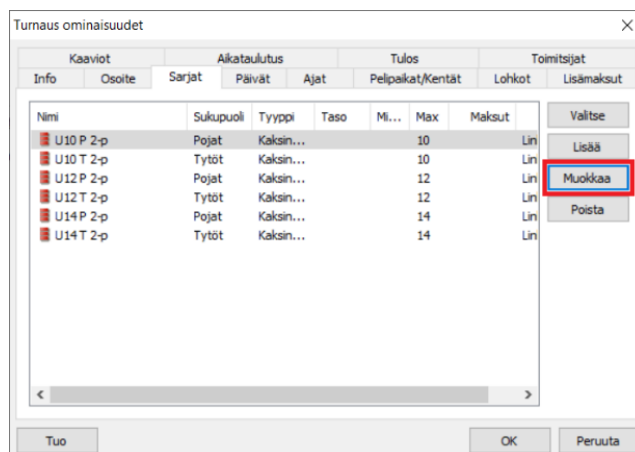 Turnaus ominaisuudet
Kaaviot Aikataulutus Tulos Toimitsijat
Info Osoite Sarjat Päivät Ajat Pelipaikat/Kentät Lohkot Lisämaksut
Nimi Sukupuoli Tyyppi Taso Mi... Max Maksut
U10 P 2-p Pojat Kaksin... 10 Lin
U10 T 2-p Tytöt Kaksin... 10 Lin
U12 P 2-p Pojat Kaksin... 12 Lin
U12 T 2-p Tytöt Kaksin... 12 Lin
U14 P 2-p Pojat Kaksin... 14 Lin
U14 T 2-p Tytöt Kaksin... 14 Lin
Valitse
Lisää
Muokkaa
Poista
Tuo OK Peruuta